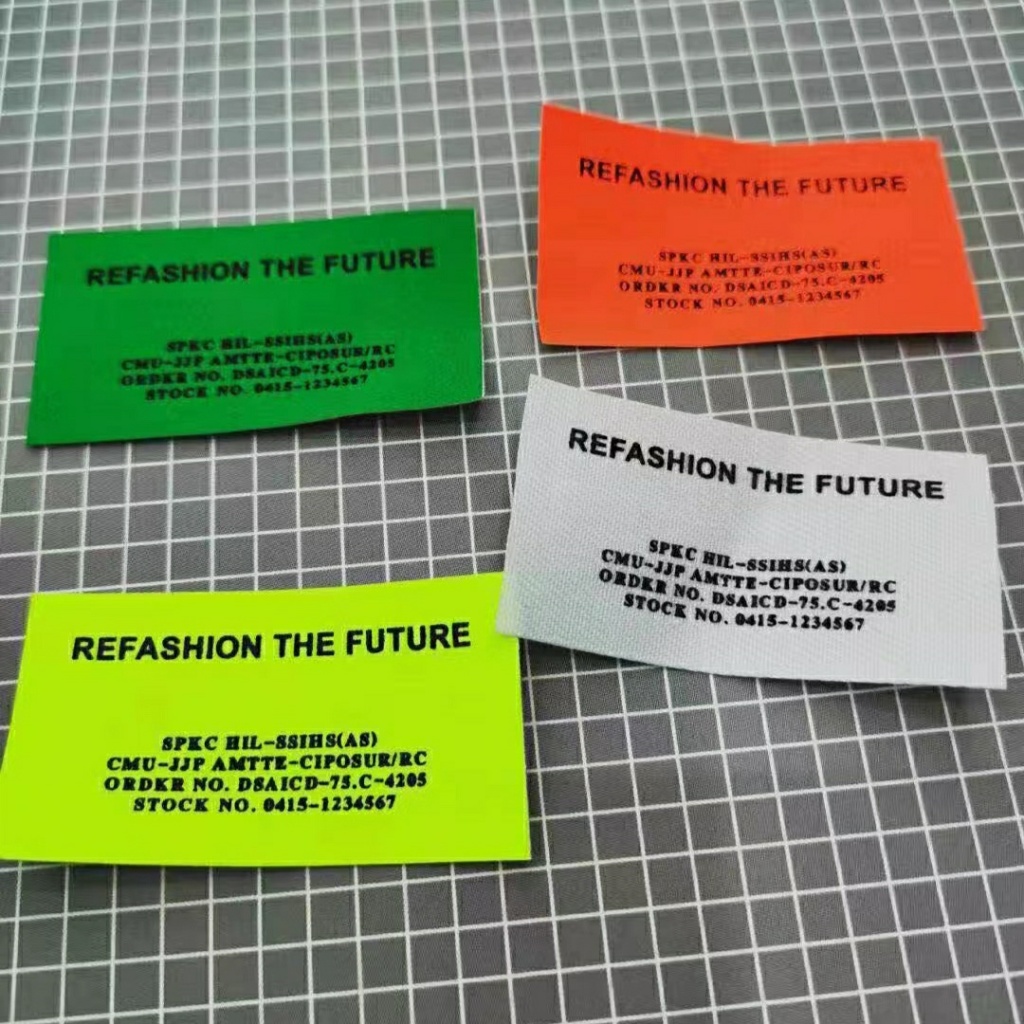 REFASHION THE FUTURE
SPKC HIL-SSIHS(AS)
CMU-JJP AMTTE-CIPOSUR/RC
ORDKR NO. DSAICD-75.C-4205
STOCK NO. 0415-1234567
REFASHION THE FUTURE
SPKC HIL-SSIHS(AS)
CMU-JJP AMTTE-CIPOSUR/RC
ORDKR NO. DSAICD-75.C-4205
STOCK NO. 0415-1234567
REFASHION THE FUTURE
SPKC HIL-SSIHS(AS)
CMU-JJP AMTTE-CIPOSUR/RC
ORDKR NO. DSAICD-75.C-4205
STOCK NO. 0415-1234567
REFASHION THE FUTURE
SPKC HIL-SSIHS(AS)
CMU-JJP AMTTE-CIPOSUR/RC
ORDKR NO. DSAICD-75.C-4205
STOCK NO. 0415-1234567